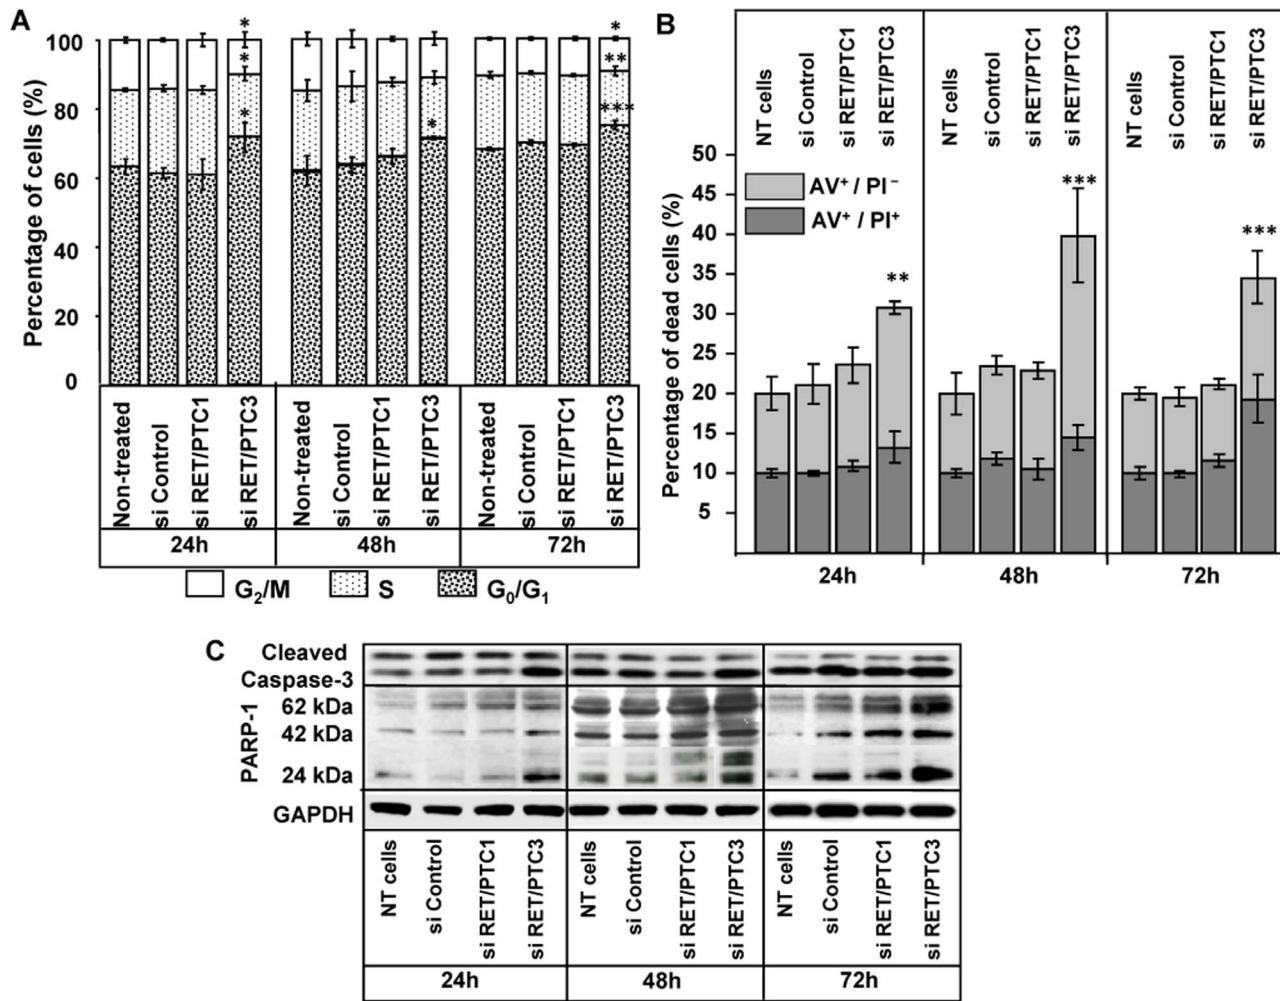 A
Percentage of cells (%)
100
80
60
40
20
0
*
*
*
*
*
**
***
Non-treated
si Control
si RET/PTC1
si RET/PTC3
Non-treated
si Control
si RET/PTC1
si RET/PTC3
Non-treated
si Control
si RET/PTC1
si RET/PTC3
24h
48h
72h
G₂/M
S
G₀/G₁
B
NT cells
si Control
si RET/PTC1
si RET/PTC3
NT cells
si Control
si RET/PTC1
si RET/PTC3
NT cells
si Control
si RET/PTC1
si RET/PTC3
Percentage of dead cells (%)
50
45
40
35
30
25
20
15
10
5
AV⁺ / PI⁻
AV⁺ / PI⁺
**
***
***
24h
48h
72h
C
Cleaved
Caspase-3
PARP-1
62 kDa
42 kDa
24 kDa
GAPDH
NT cells
si Control
si RET/PTC1
si RET/PTC3
NT cells
si Control
si RET/PTC1
si RET/PTC3
NT cells
si Control
si RET/PTC1
si RET/PTC3
24h
48h
72h